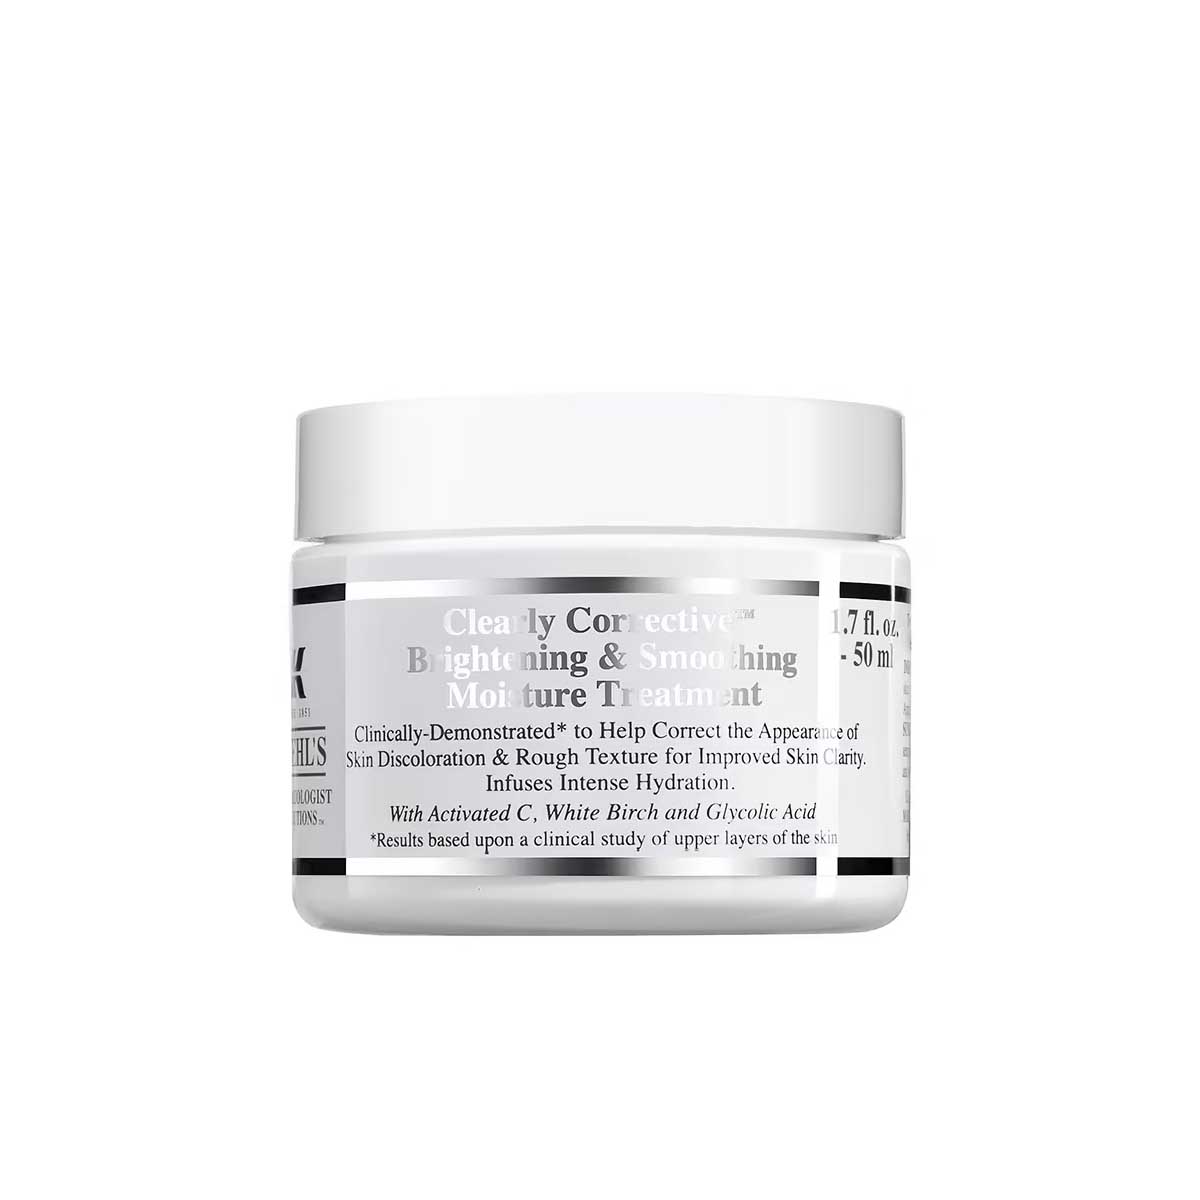 Clearly Corrective™
Brightening & Smoothing
Moisture Treatment
1.7 fl. oz.
- 50 ml
Clinically-Demonstrated* to Help Correct the Appearance of
Skin Discoloration & Rough Texture for Improved Skin Clarity.
Infuses Intense Hydration.
With Activated C, White Birch and Glycolic Acid
*Results based upon a clinical study of upper layers of the skin